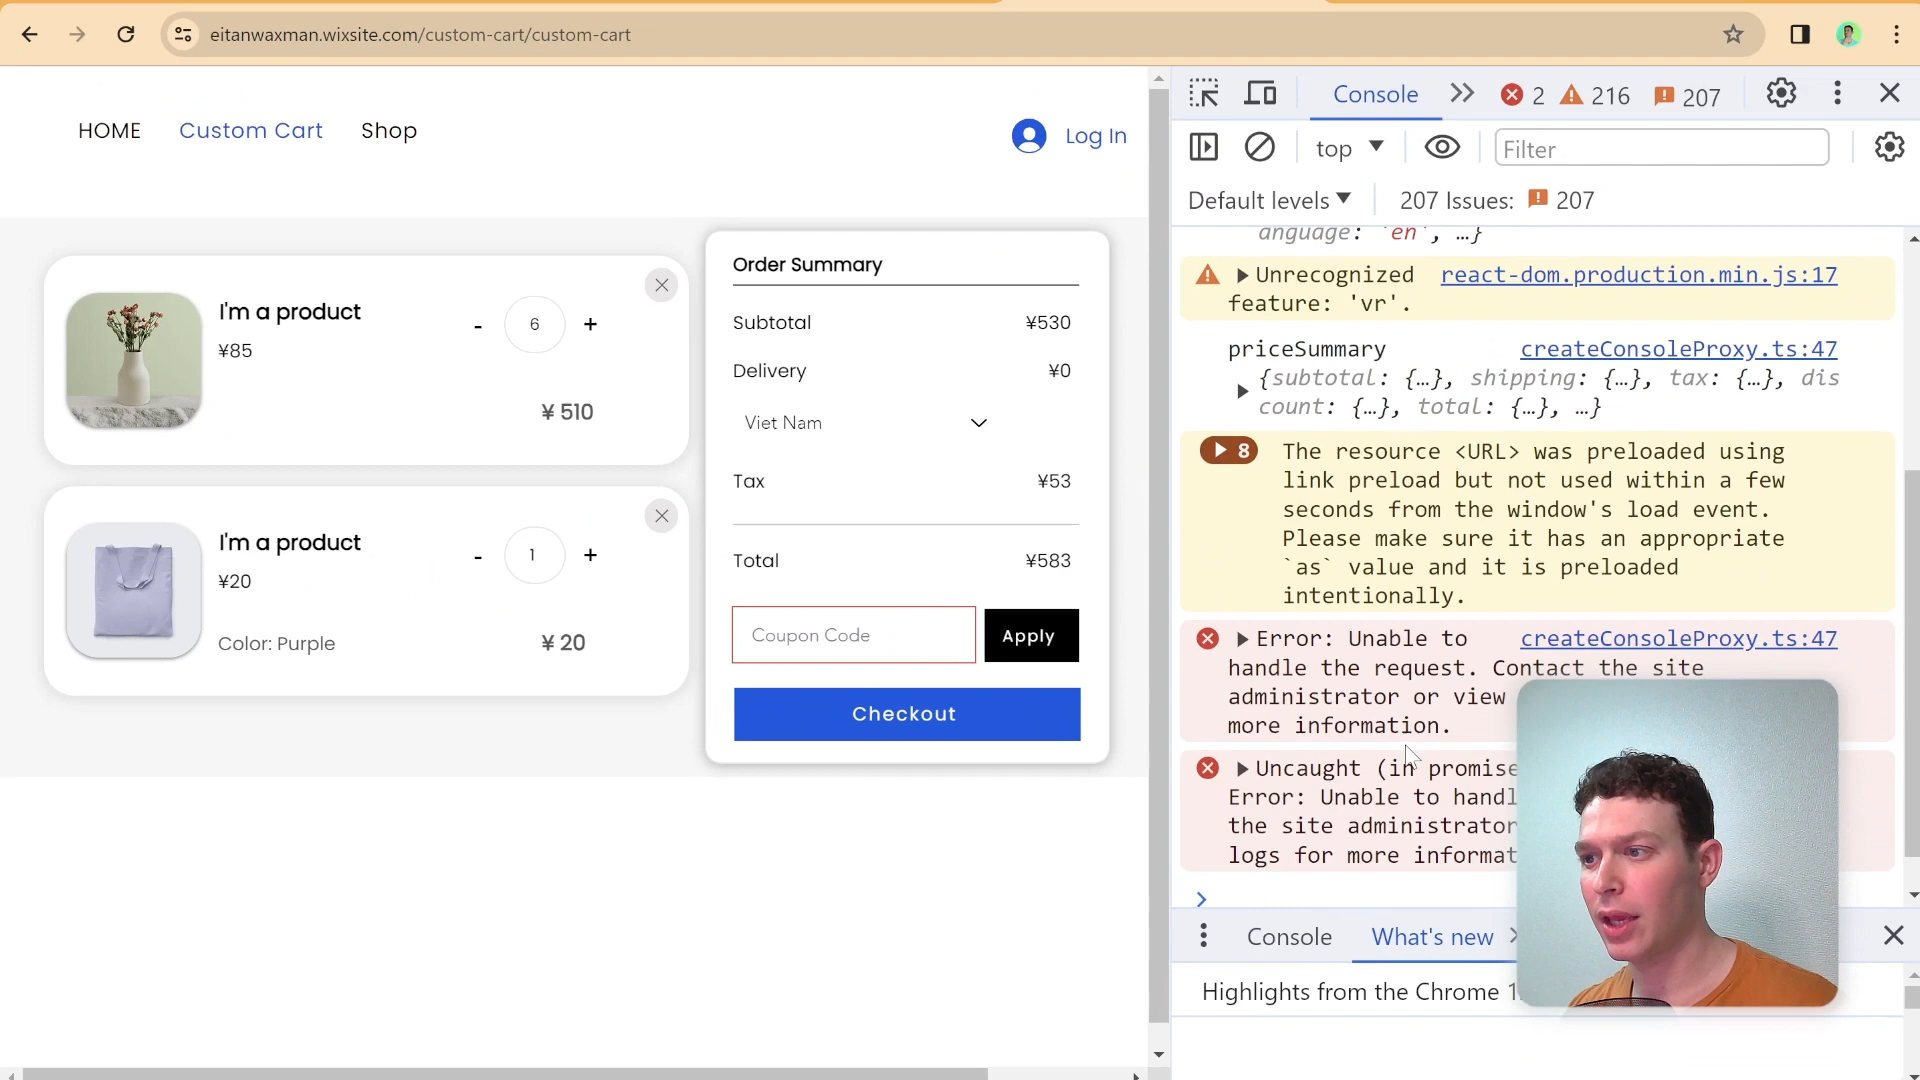 eitanwaxman.wixsite.com/custom-cart/custom-cart
HOME Custom Cart Shop
Log In
I'm a product
- 6 +
¥85
¥ 510
I'm a product
- 1 +
¥20
Color: Purple
¥ 20
Order Summary
Subtotal ¥530
Delivery ¥0
Viet Nam
Tax ¥53
Total ¥583
Coupon Code Apply
Checkout
Console 2 216 207
top Filter
Default levels 207 Issues: 207
anguage: 'en', …}
Unrecognized react-dom.production.min.js:17
feature: 'vr'.
priceSummary createConsoleProxy.ts:47
{subtotal: {…}, shipping: {…}, tax: {…}, dis
count: {…}, total: {…}, …}
8 The resource <URL> was preloaded using
link preload but not used within a few
seconds from the window's load event.
Please make sure it has an appropriate
`as` value and it is preloaded
intentionally.
Error: Unable to createConsoleProxy.ts:47
handle the request. Contact the site
administrator or view
more information.
Uncaught (in promise
Error: Unable to handl
the site administrator
logs for more informat
Console What's new
Highlights from the Chrome 1